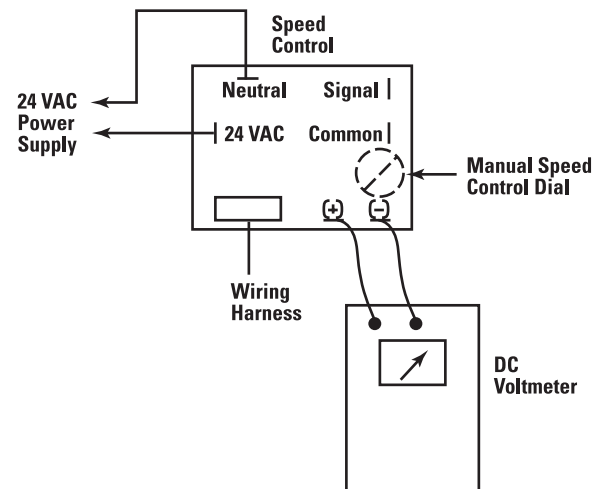 Speed
Control
24 VAC
Power
Supply
Neutral
Signal
24 VAC
Common
Manual Speed
Control Dial
(+)
(-)
Wiring
Harness
DC
Voltmeter